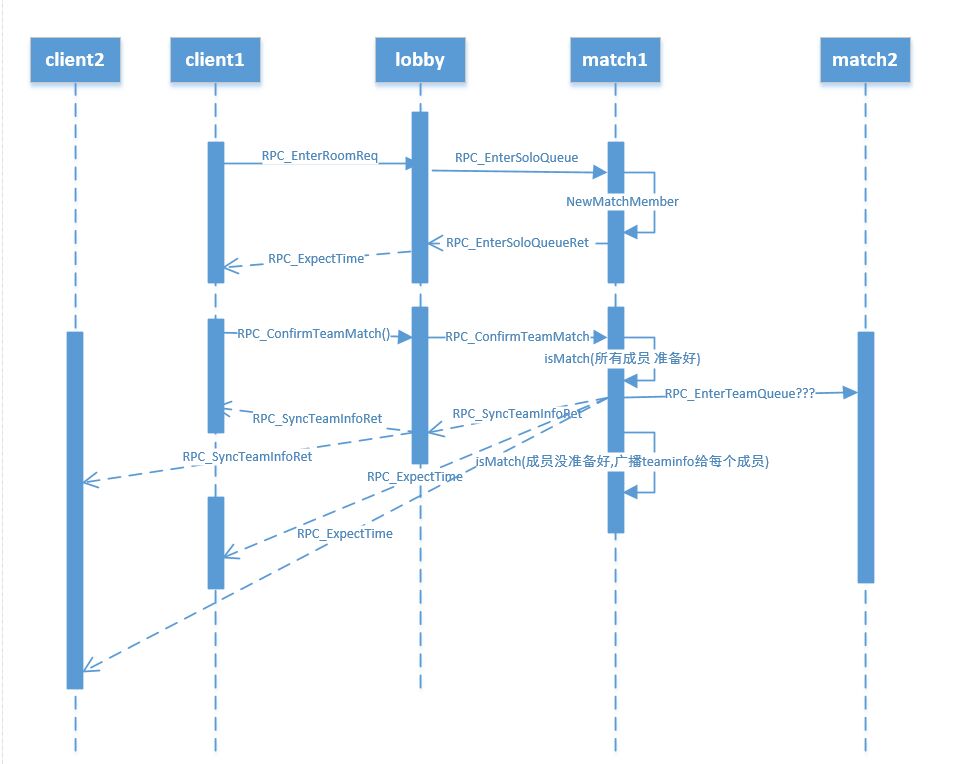 client2
client1
lobby
match1
match2
RPC_EnterRoomReq
RPC_EnterSoloQueue
NewMatchMember
RPC_EnterSoloQueueRet
RPC_ExpectTime
RPC_ConfirmTeamMatch()
RPC_ConfirmTeamMatch
isMatch(所有成员 准备好)
RPC_EnterTeamQueue???
RPC_SyncTeamInfoRet
RPC_SyncTeamInfoRet
RPC_SyncTeamInfoRet
isMatch(成员没准备好,广播teaminfo给每个成员)
RPC_ExpectTime
RPC_ExpectTime